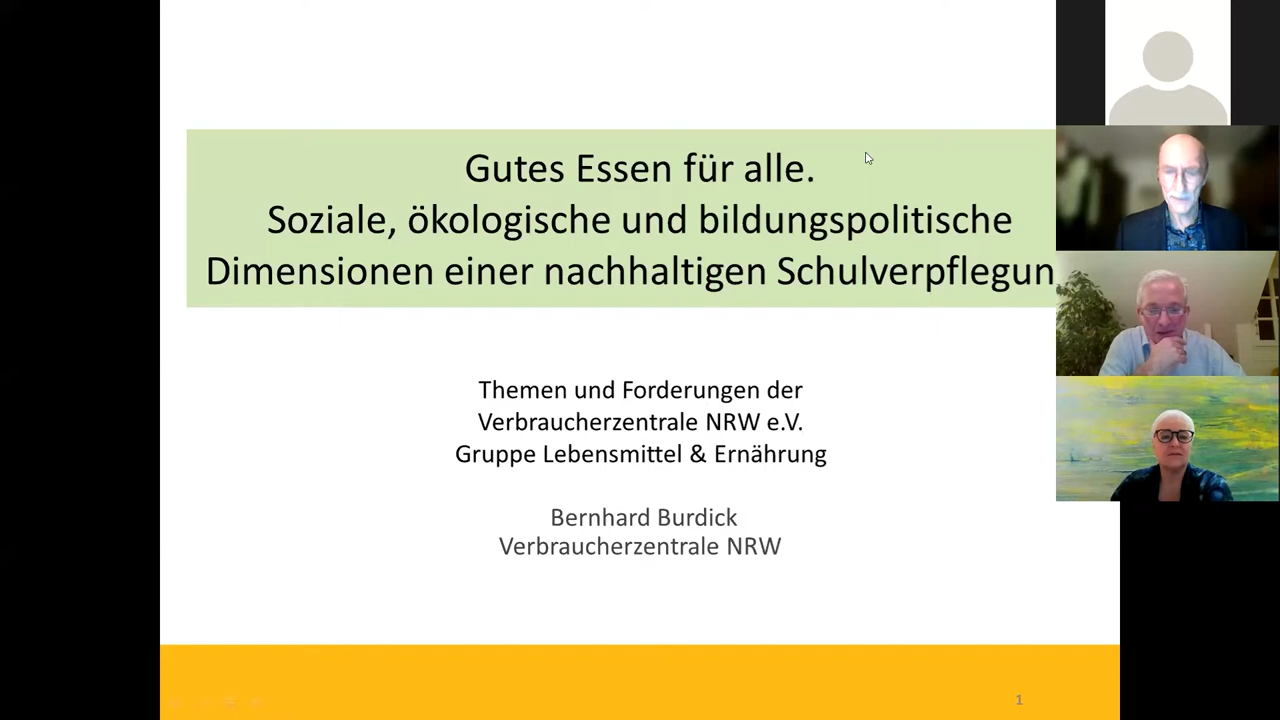 Gutes Essen für alle.
Soziale, ökologische und bildungspolitische
Dimensionen einer nachhaltigen Schulverpflegun
Themen und Forderungen der
Verbraucherzentrale NRW e.V.
Gruppe Lebensmittel & Ernährung
Bernhard Burdick
Verbraucherzentrale NRW
1